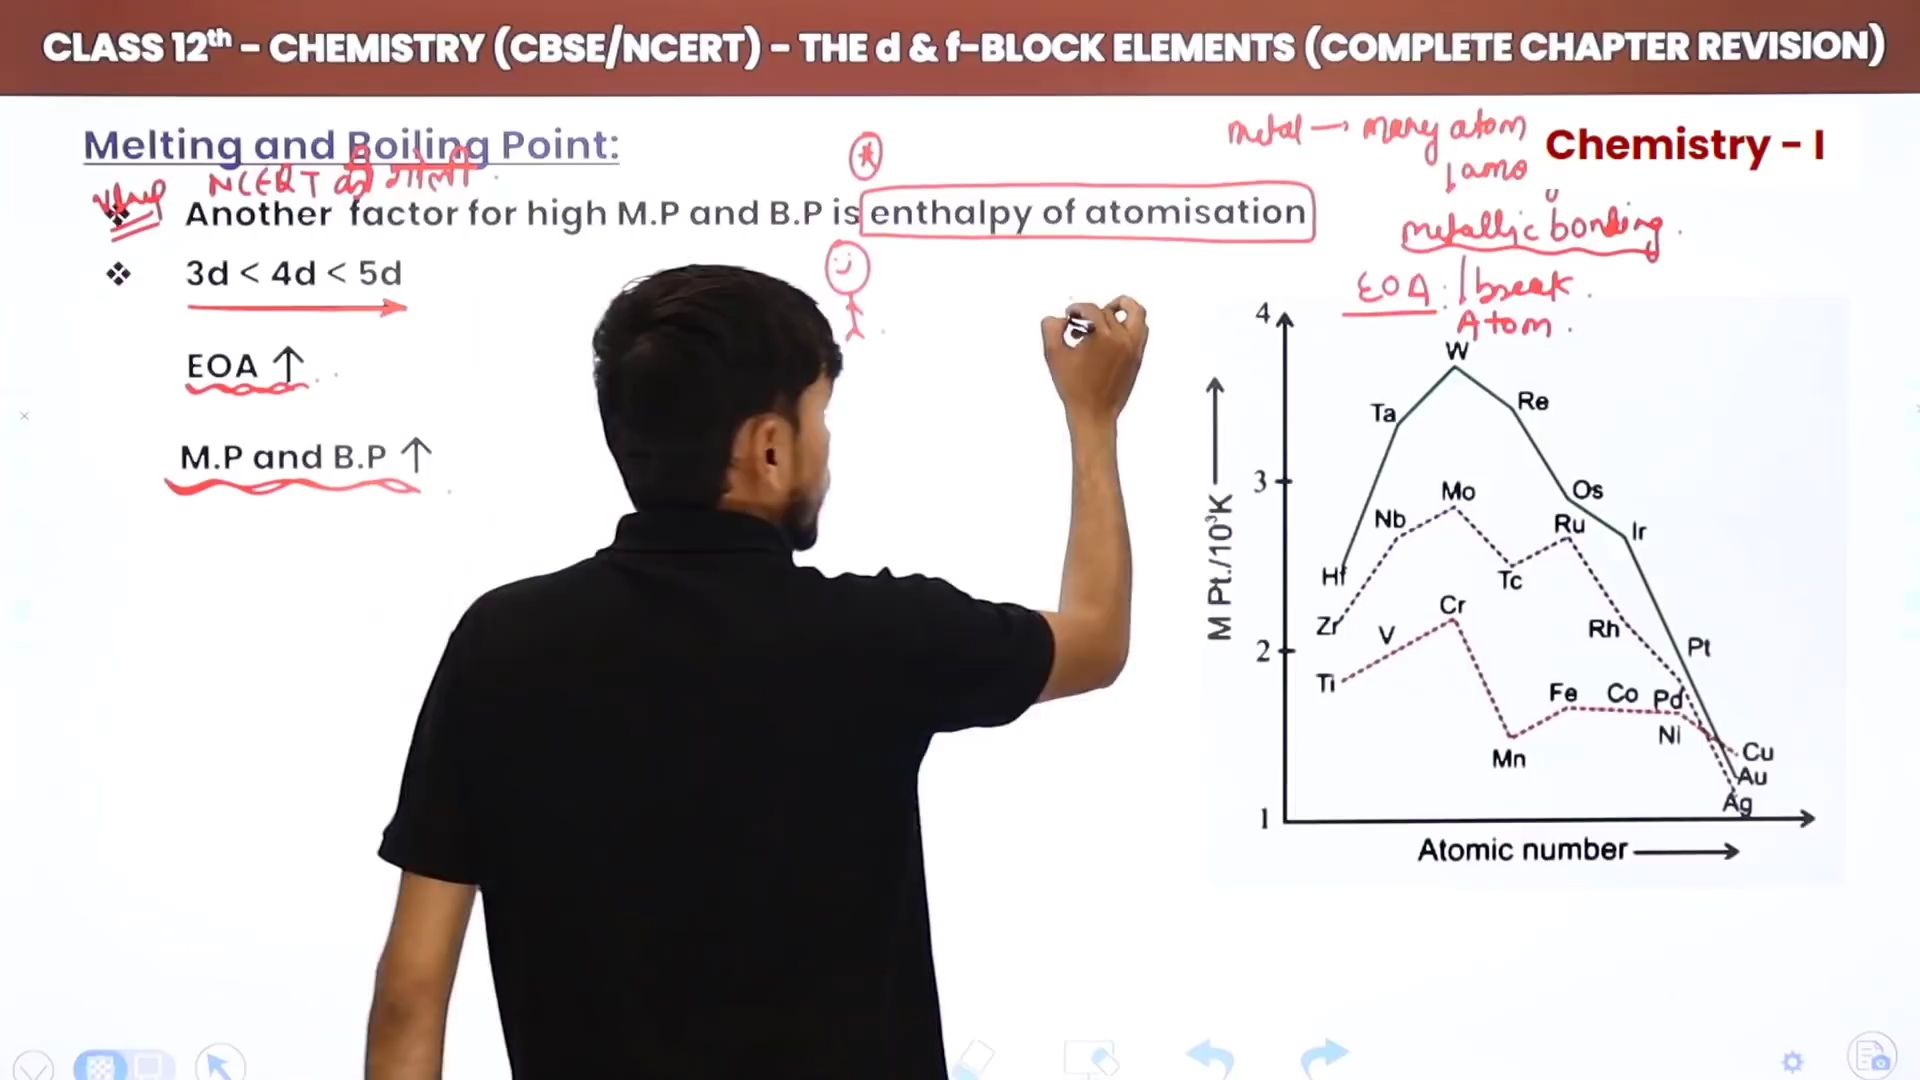 CLASS 12th - CHEMISTRY (CBSE/NCERT) - THE d & f-BLOCK ELEMENTS (COMPLETE CHAPTER REVISION)
Melting and Boiling Point:
metal → many atom
Chemistry - I
NCERT की
Another factor for high M.P and B.P is enthalpy of atomisation
metallic bonding
3d < 4d < 5d
EOA : break
Atom
EOA ↑
M.P and B.P ↑
4
3
2
1
M Pt./10³K
W
Ta
Re
Hf
Os
Ir
Mo
Nb
Ru
Tc
Zr
Rh
Pt
Cr
V
Ti
Fe
Co
Pd
Ni
Mn
Cu
Au
Ag
Atomic number